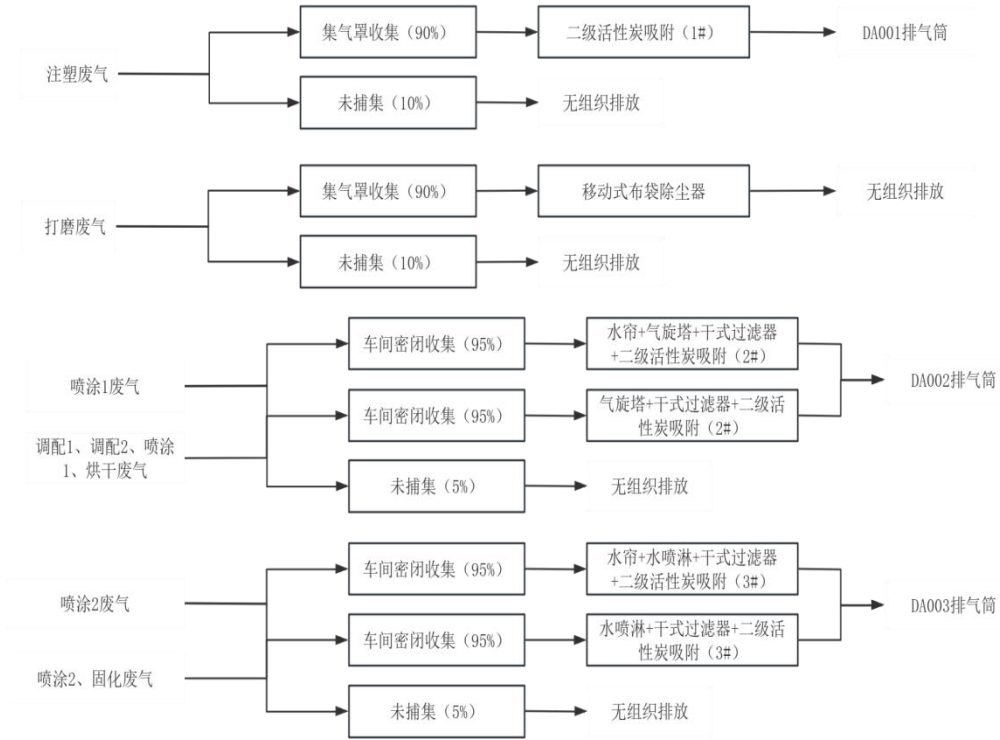 集气罩收集（90%）
二级活性炭吸附（1#）
DA001排气筒
注塑废气
未捕集（10%）
无组织排放
集气罩收集（90%）
移动式布袋除尘器
无组织排放
打磨废气
未捕集（10%）
无组织排放
车间密闭收集（95%）
水帘+气旋塔+干式过滤器
+二级活性炭吸附（2#）
喷涂1废气
DA002排气筒
车间密闭收集（95%）
气旋塔+干式过滤器+二级活
性炭吸附（2#）
调配1、调配2、喷涂
1、烘干废气
未捕集（5%）
无组织排放
车间密闭收集（95%）
水帘+水喷淋+干式过滤器
+二级活性炭吸附（3#）
喷涂2废气
DA003排气筒
车间密闭收集（95%）
水喷淋+干式过滤器+二级活
性炭吸附（3#）
喷涂2、固化废气
未捕集（5%）
无组织排放